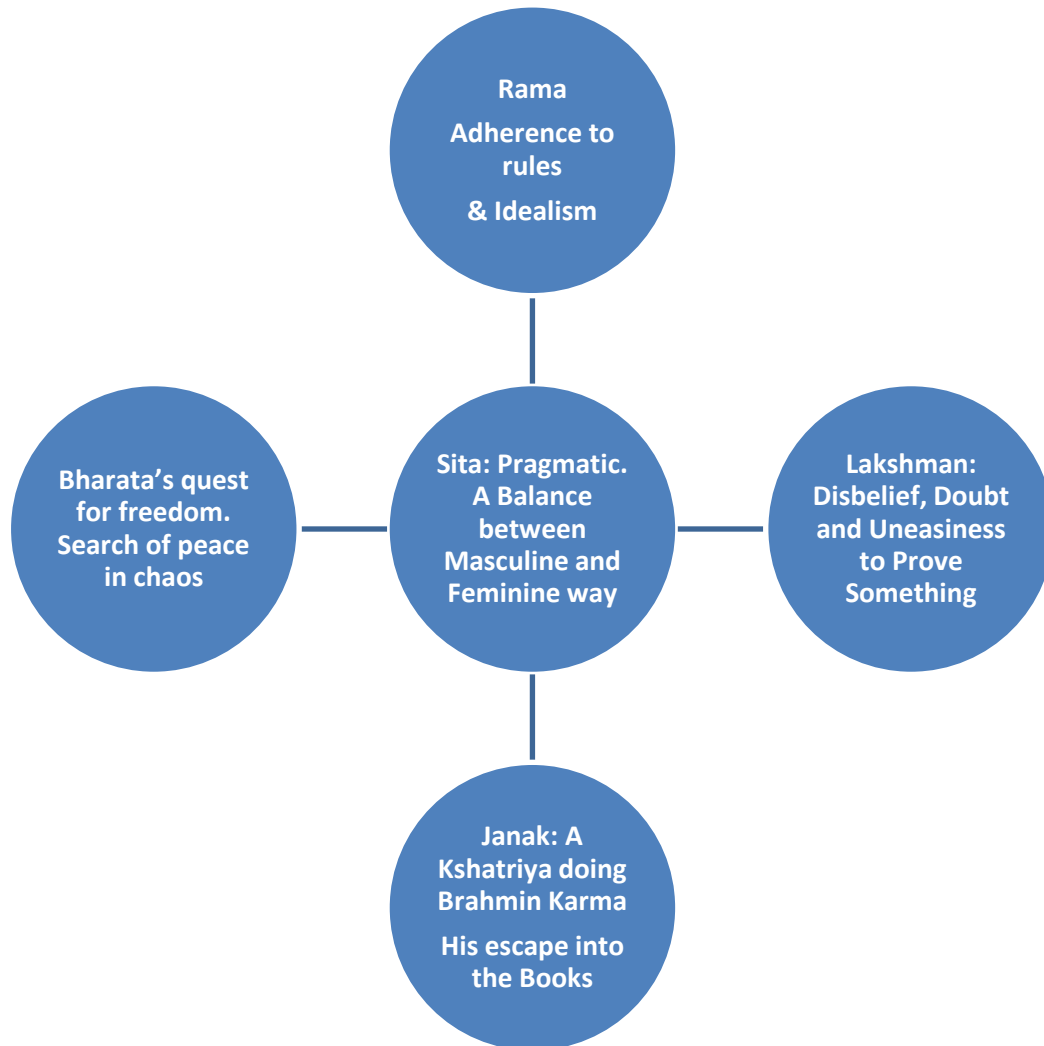 Rama
Adherence to
rules
& Idealism
Bharata’s quest
for freedom.
Search of peace
in chaos
Sita: Pragmatic.
A Balance
between
Masculine and
Feminine way
Lakshman:
Disbelief, Doubt
and Uneasiness
to Prove
Something
Janak: A
Kshatriya doing
Brahmin Karma
His escape into
the Books